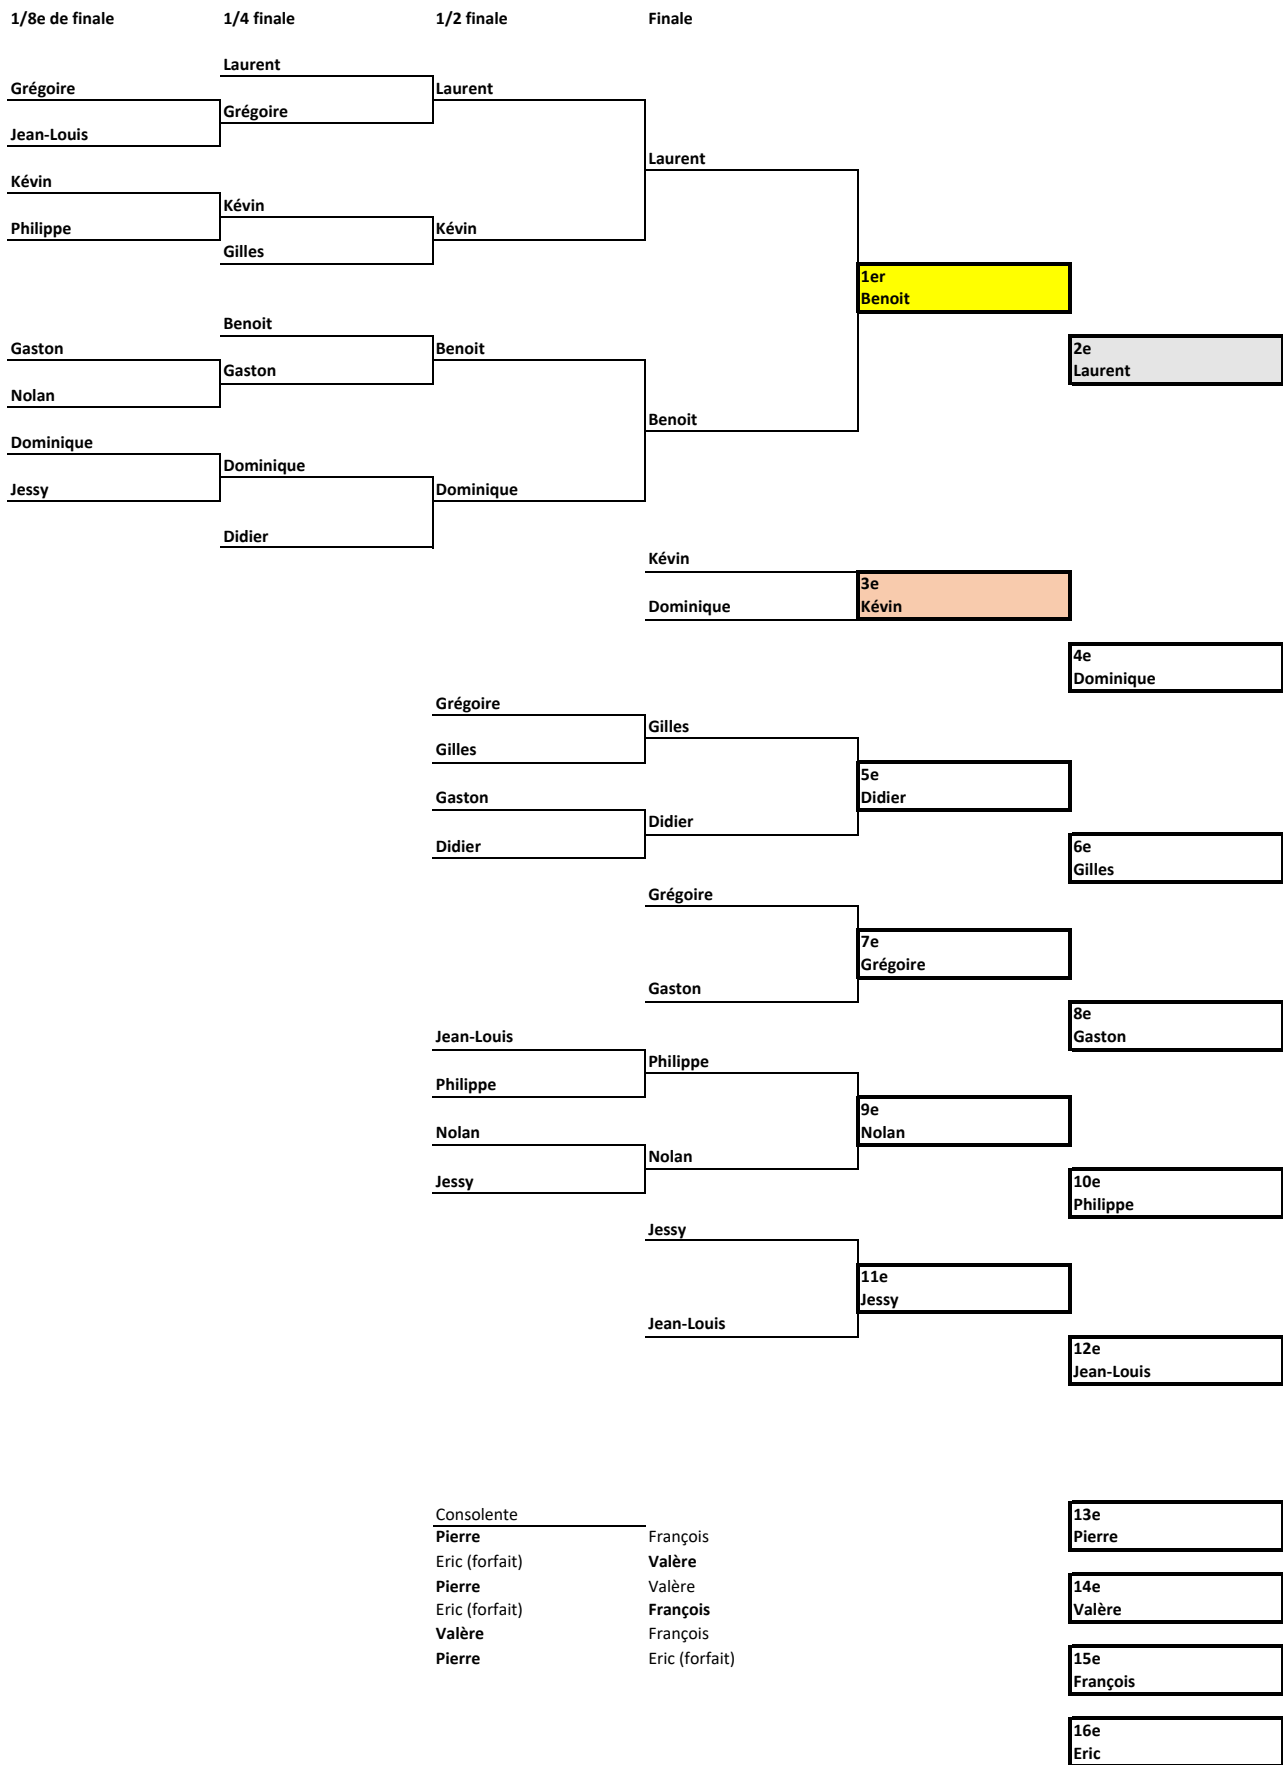 1/8e de finale 1/4 finale 1/2 finale Finale
Laurent
Grégoire Laurent
Grégoire
Jean-Louis
Laurent
Kévin
Kévin
Philippe Kévin
Gilles
1er
Benoit
Benoit
Gaston Benoit 2e
Gaston Laurent
Nolan
Benoit
Dominique
Dominique
Jessy Dominique
Didier
Kévin
3e
Dominique Kévin
4e
Dominique
Grégoire
Gilles
Gilles
5e
Gaston Didier
Didier
Didier 6e
Gilles
Grégoire
7e
Grégoire
Gaston
8e
Jean-Louis Gaston
Philippe
Philippe
9e
Nolan Nolan
Nolan
Jessy 10e
Philippe
Jessy
11e
Jessy
Jean-Louis
12e
Jean-Louis
Consolente 13e
Pierre François Pierre
Eric (forfait) Valère
Pierre Valère 14e
Eric (forfait) François Valère
Valère François
Pierre Eric (forfait) 15e
François
16e
Eric